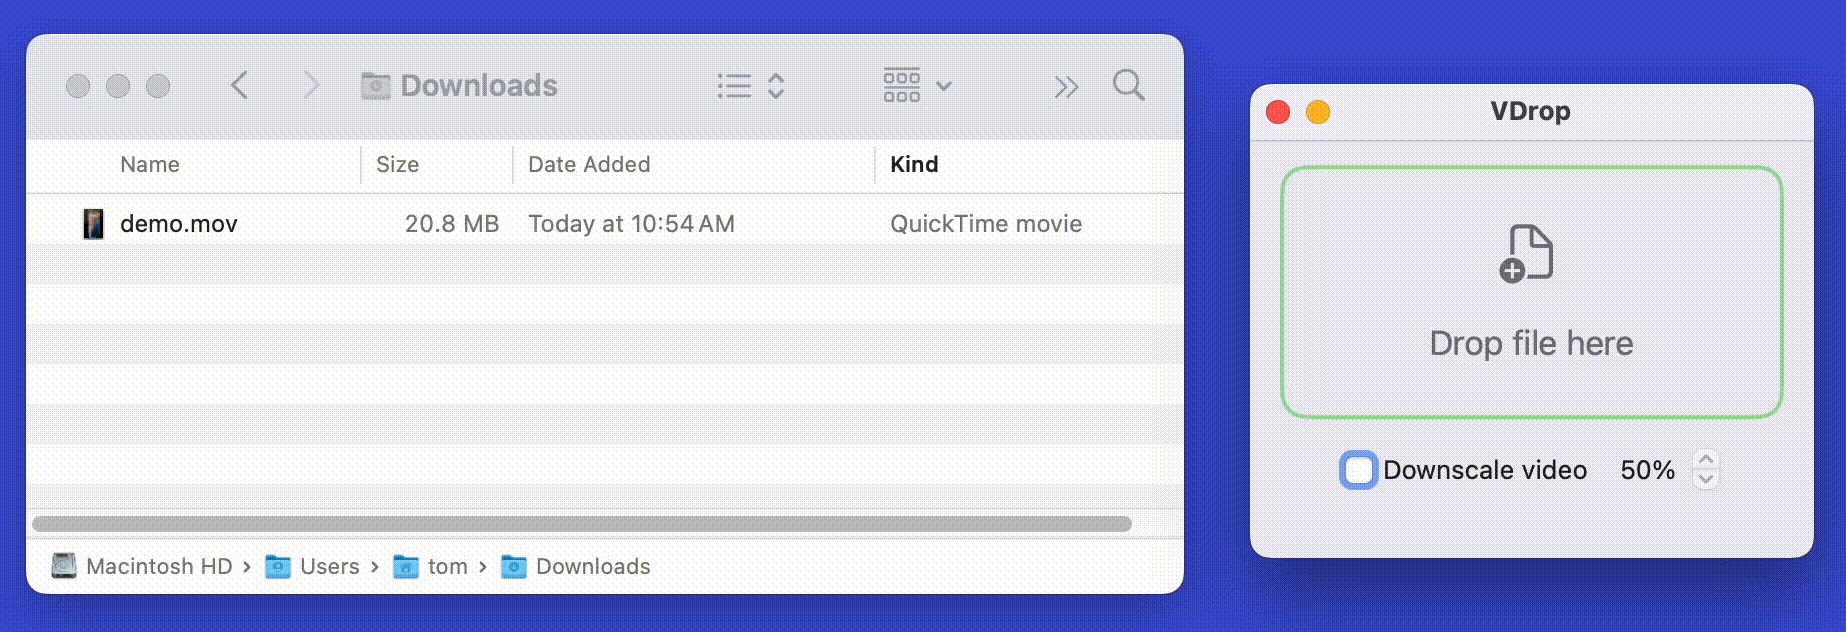 Downloads
Name Size Date Added Kind
demo.mov 20.8 MB Today at 10:54 AM QuickTime movie
Macintosh HD › Users › tom › Downloads
VDrop
Drop file here
Downscale video 50%